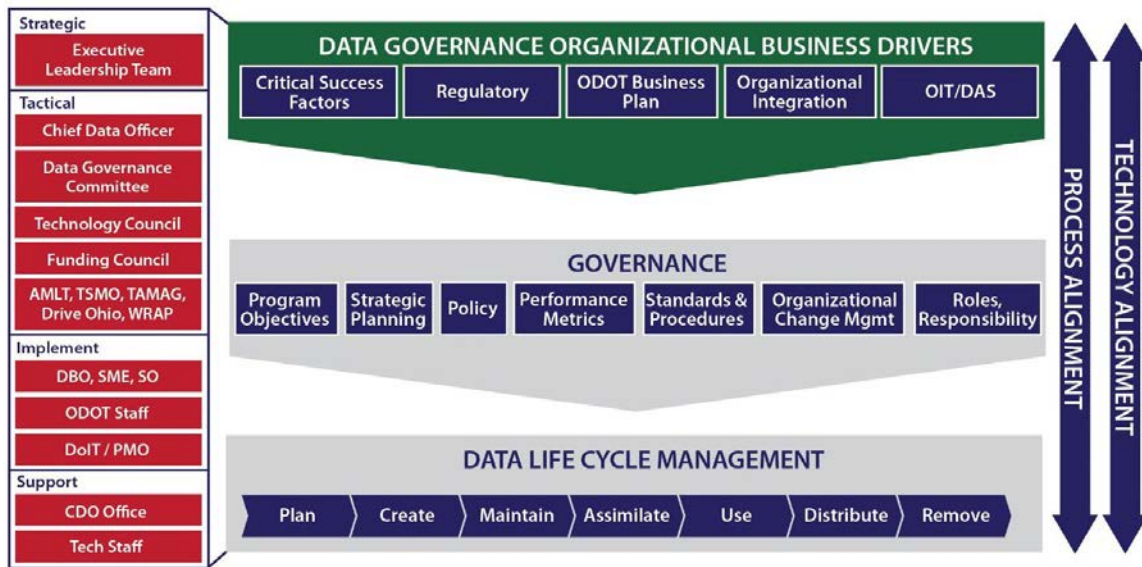 Strategic
Executive
Leadership Team
Tactical
Chief Data Officer
Data Governance
Committee
Technology Council
Funding Council
AMLT, TSMO, TAMAG,
Drive Ohio, WRAP
Implement
DBO, SME, SO
ODOT Staff
DoIT / PMO
Support
CDO Office
Tech Staff
DATA GOVERNANCE ORGANIZATIONAL BUSINESS DRIVERS
Critical Success
Factors
Regulatory
ODOT Business
Plan
Organizational
Integration
OIT/DAS
GOVERNANCE
Program
Objectives
Strategic
Planning
Policy
Performance
Metrics
Standards &
Procedures
Organizational
Change Mgmt
Roles,
Responsibility
DATA LIFE CYCLE MANAGEMENT
Plan
Create
Maintain
Assimilate
Use
Distribute
Remove
PROCESS ALIGNMENT
TECHNOLOGY ALIGNMENT